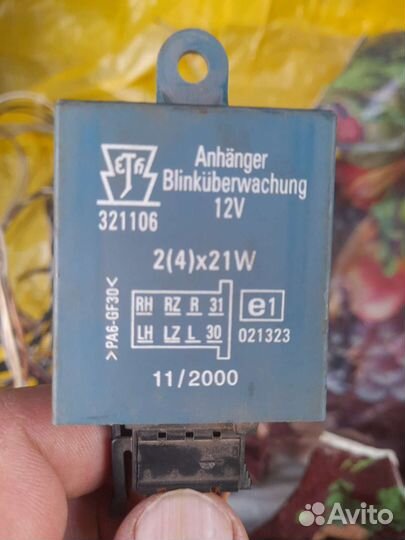 JaEJ
Anhänger
Blinküberwachung
12V
321106
2(4)x21W
>PA6-GF30<
RH RZ R 31
LH LZ L 30
e1
021323
11/2000
Avito